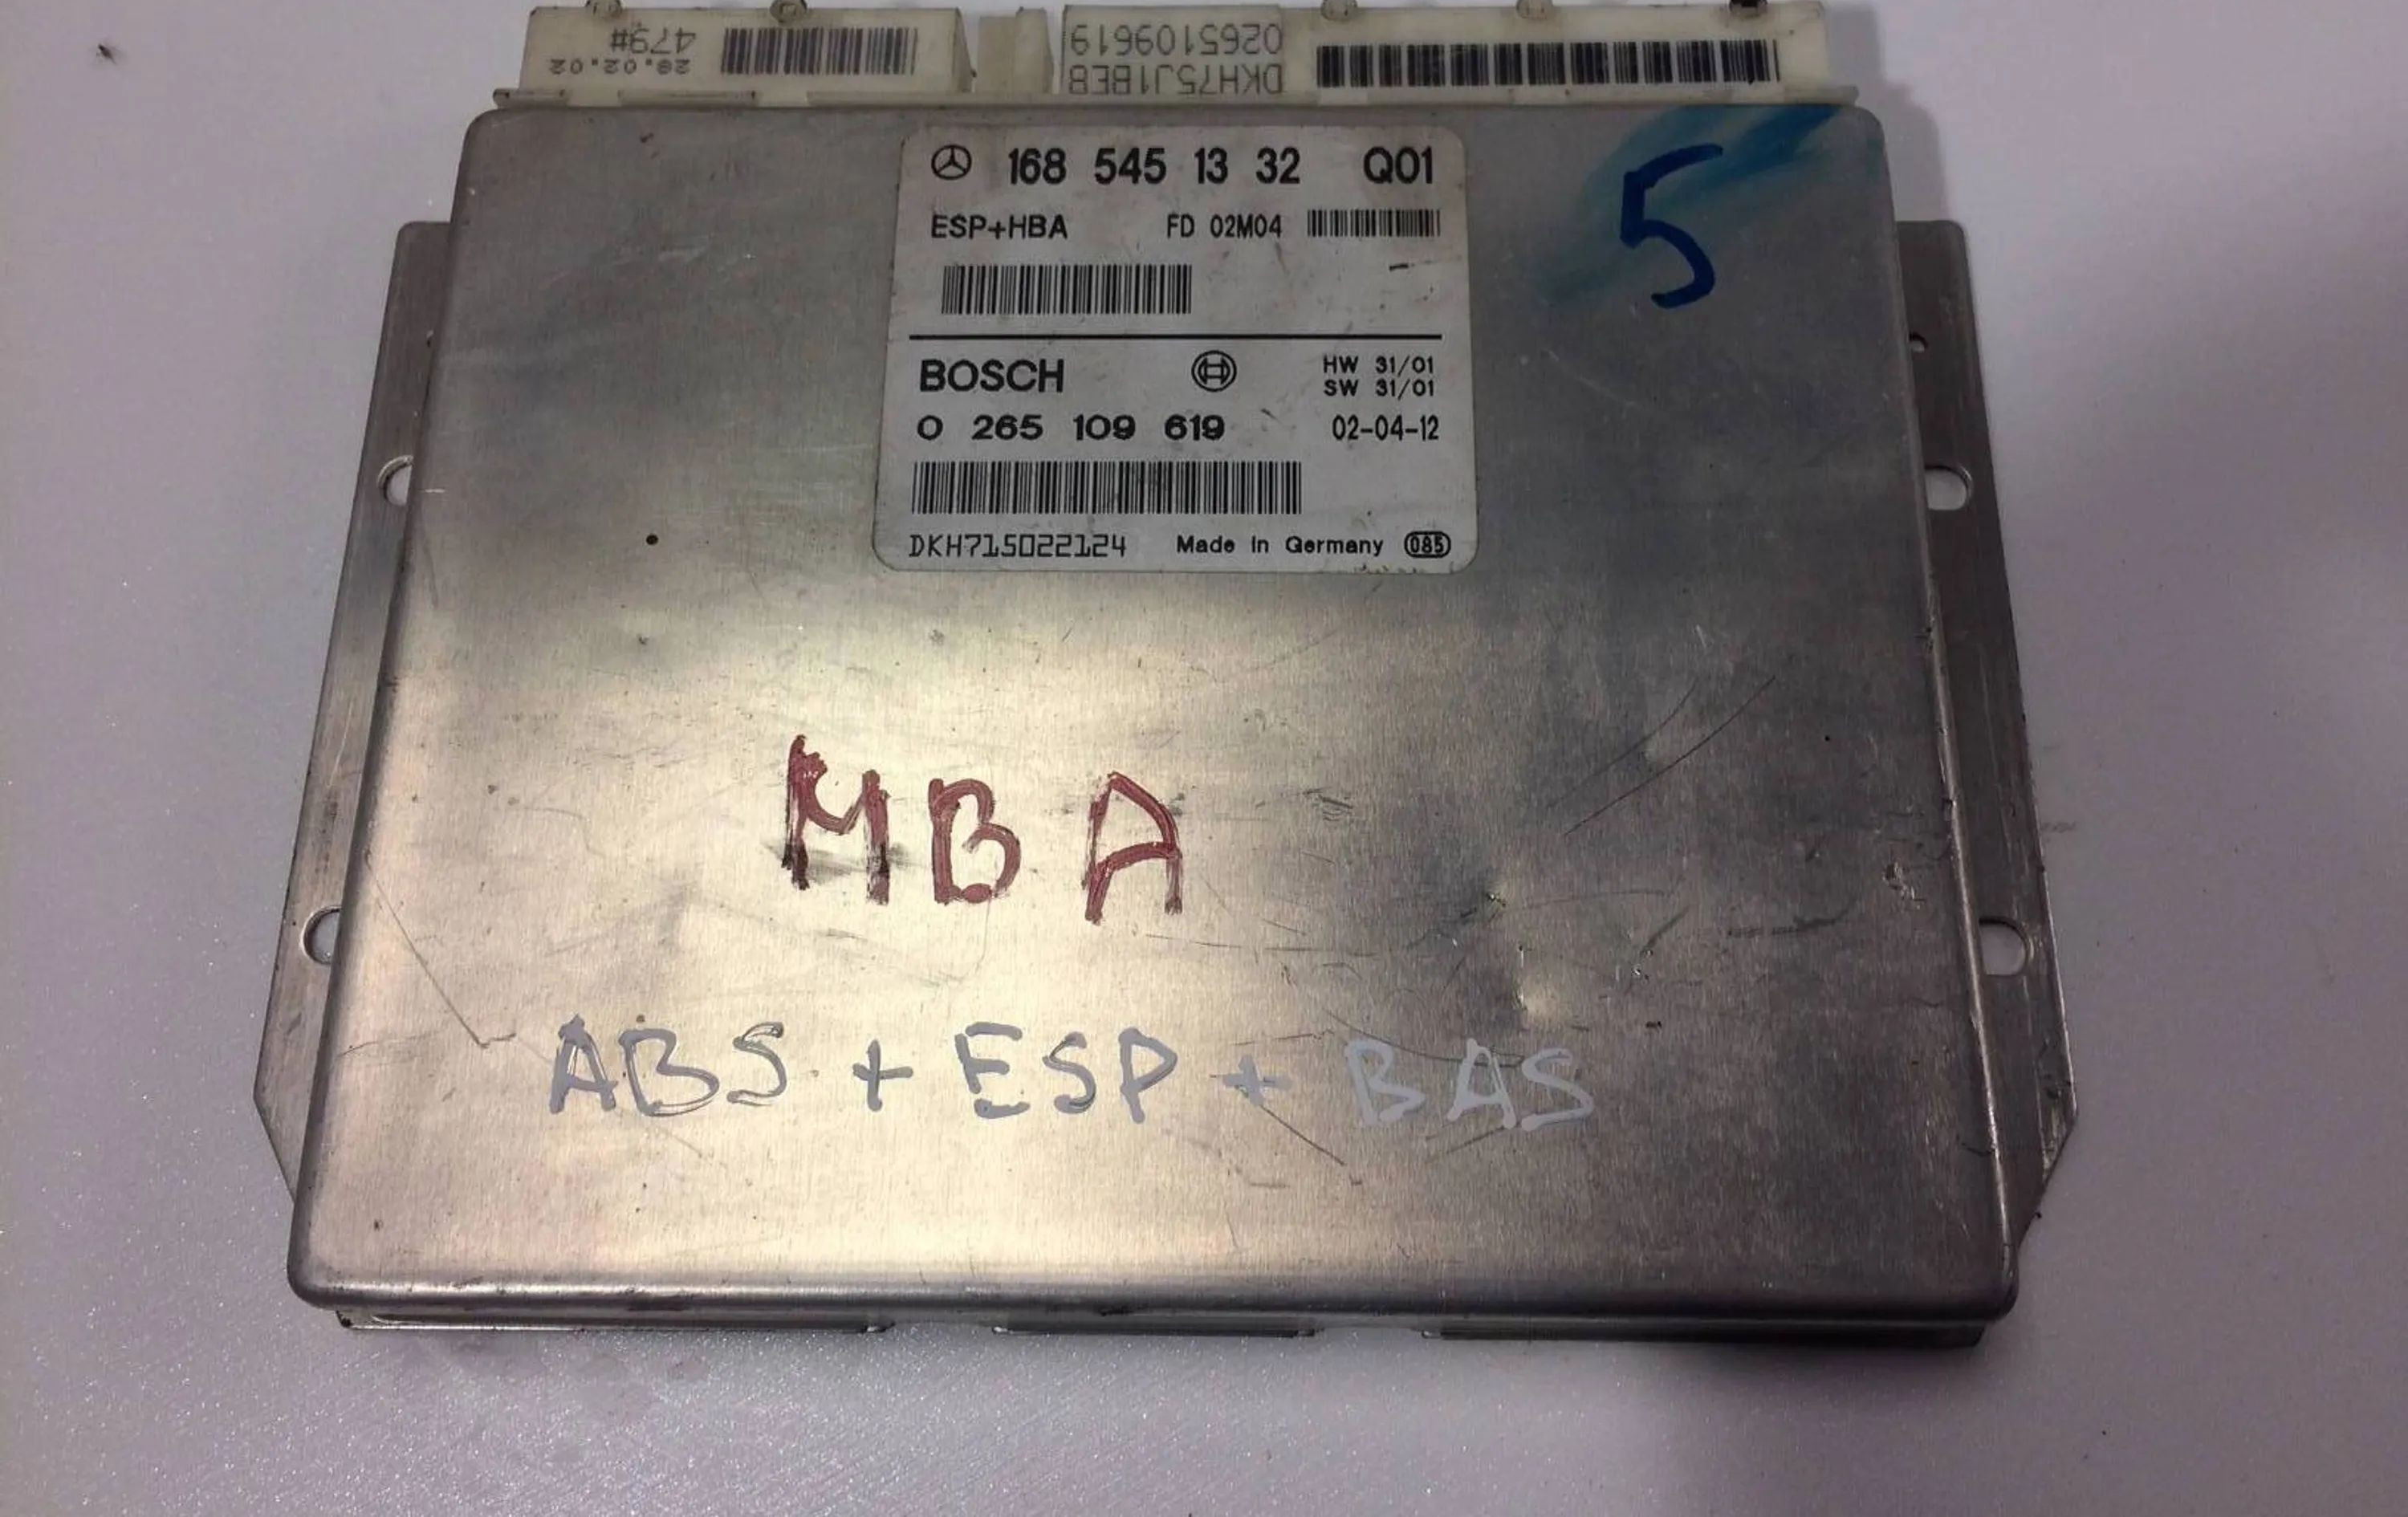 479#
28.02.02
0265109619
DKH75J1BE8
168 545 13 32 Q01
ESP+HBA FD 02M04
BOSCH HW 31/01
SW 31/01
0 265 109 619 02-04-12
DKH715022124 Made in Germany 085
5
MBA
ABS + ESP + BAS